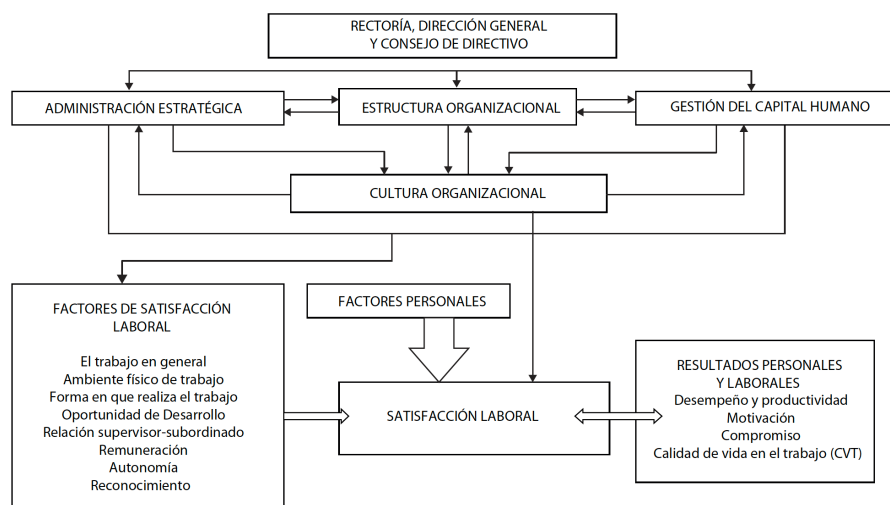 RECTORÍA, DIRECCIÓN GENERAL
Y CONSEJO DE DIRECTIVO
ADMINISTRACIÓN ESTRATÉGICA
ESTRUCTURA ORGANIZACIONAL
GESTIÓN DEL CAPITAL HUMANO
CULTURA ORGANIZACIONAL
FACTORES DE SATISFACCIÓN
LABORAL
El trabajo en general
Ambiente físico de trabajo
Forma en que realiza el trabajo
Oportunidad de Desarrollo
Relación supervisor-subordinado
Remuneración
Autonomía
Reconocimiento
FACTORES PERSONALES
SATISFACCIÓN LABORAL
RESULTADOS PERSONALES
Y LABORALES
Desempeño y productividad
Motivación
Compromiso
Calidad de vida en el trabajo (CVT)